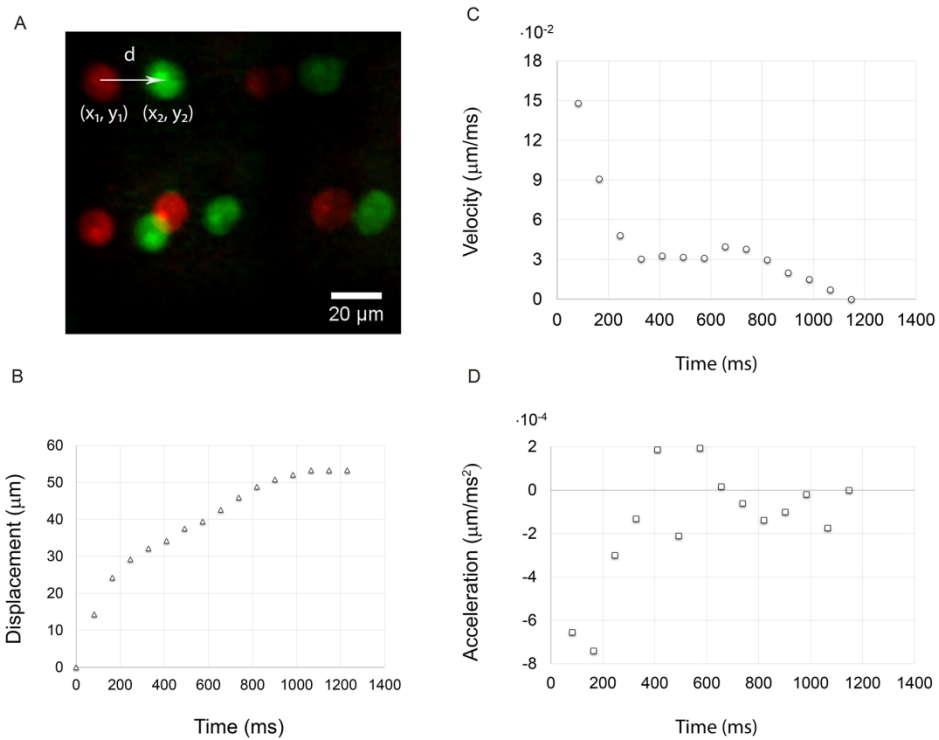 A
d
(x₁, y₁) (x₂, y₂)
20 μm
B
Displacement (μm)
60
50
40
30
20
10
0
0 200 400 600 800 1000 1200 1400
Time (ms)
C
·10⁻²
Velocity (μm/ms)
18
15
12
9
6
3
0
0 200 400 600 800 1000 1200 1400
Time (ms)
D
·10⁻⁴
Acceleration (μm/ms²)
2
0
-2
-4
-6
-8
0 200 400 600 800 1000 1200 1400
Time (ms)